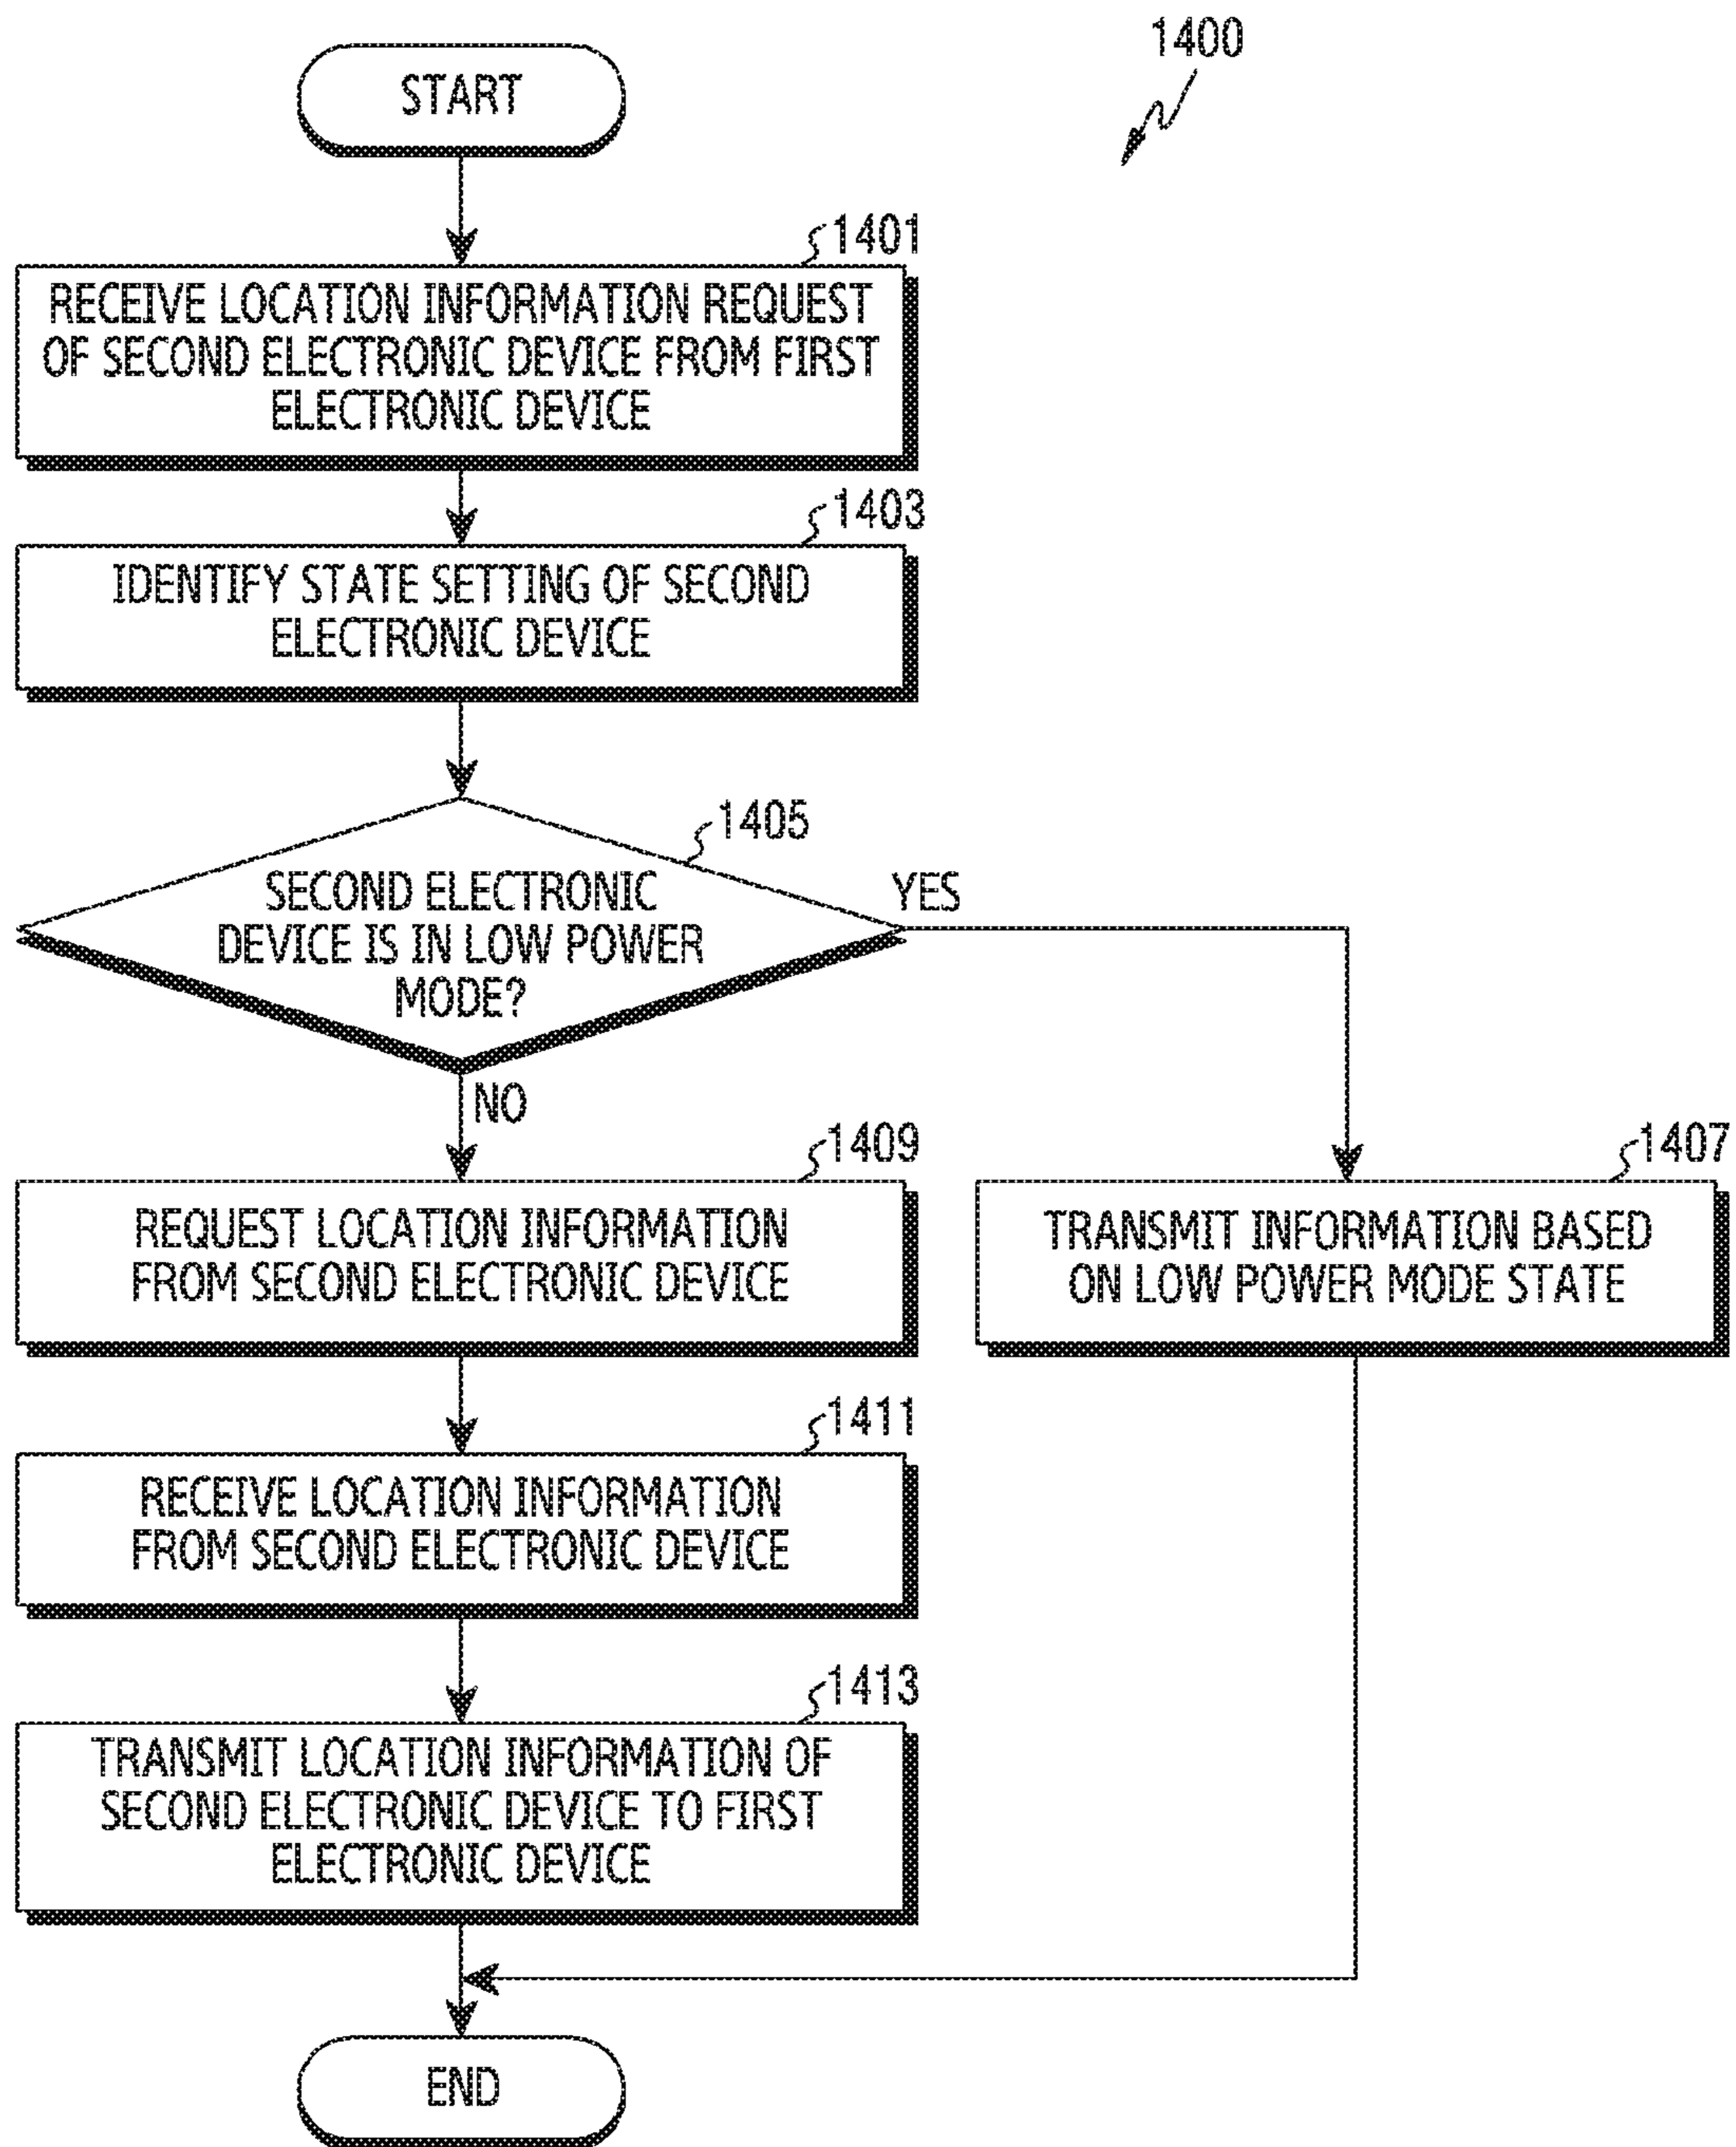 1400
START
1401
RECEIVE LOCATION INFORMATION REQUEST
OF SECOND ELECTRONIC DEVICE FROM FIRST
ELECTRONIC DEVICE
1403
IDENTIFY STATE SETTING OF SECOND
ELECTRONIC DEVICE
1405
SECOND ELECTRONIC
DEVICE IS IN LOW POWER
MODE?
YES
NO
1409
REQUEST LOCATION INFORMATION
FROM SECOND ELECTRONIC DEVICE
1407
TRANSMIT INFORMATION BASED
ON LOW POWER MODE STATE
1411
RECEIVE LOCATION INFORMATION
FROM SECOND ELECTRONIC DEVICE
1413
TRANSMIT LOCATION INFORMATION OF
SECOND ELECTRONIC DEVICE TO FIRST
ELECTRONIC DEVICE
END